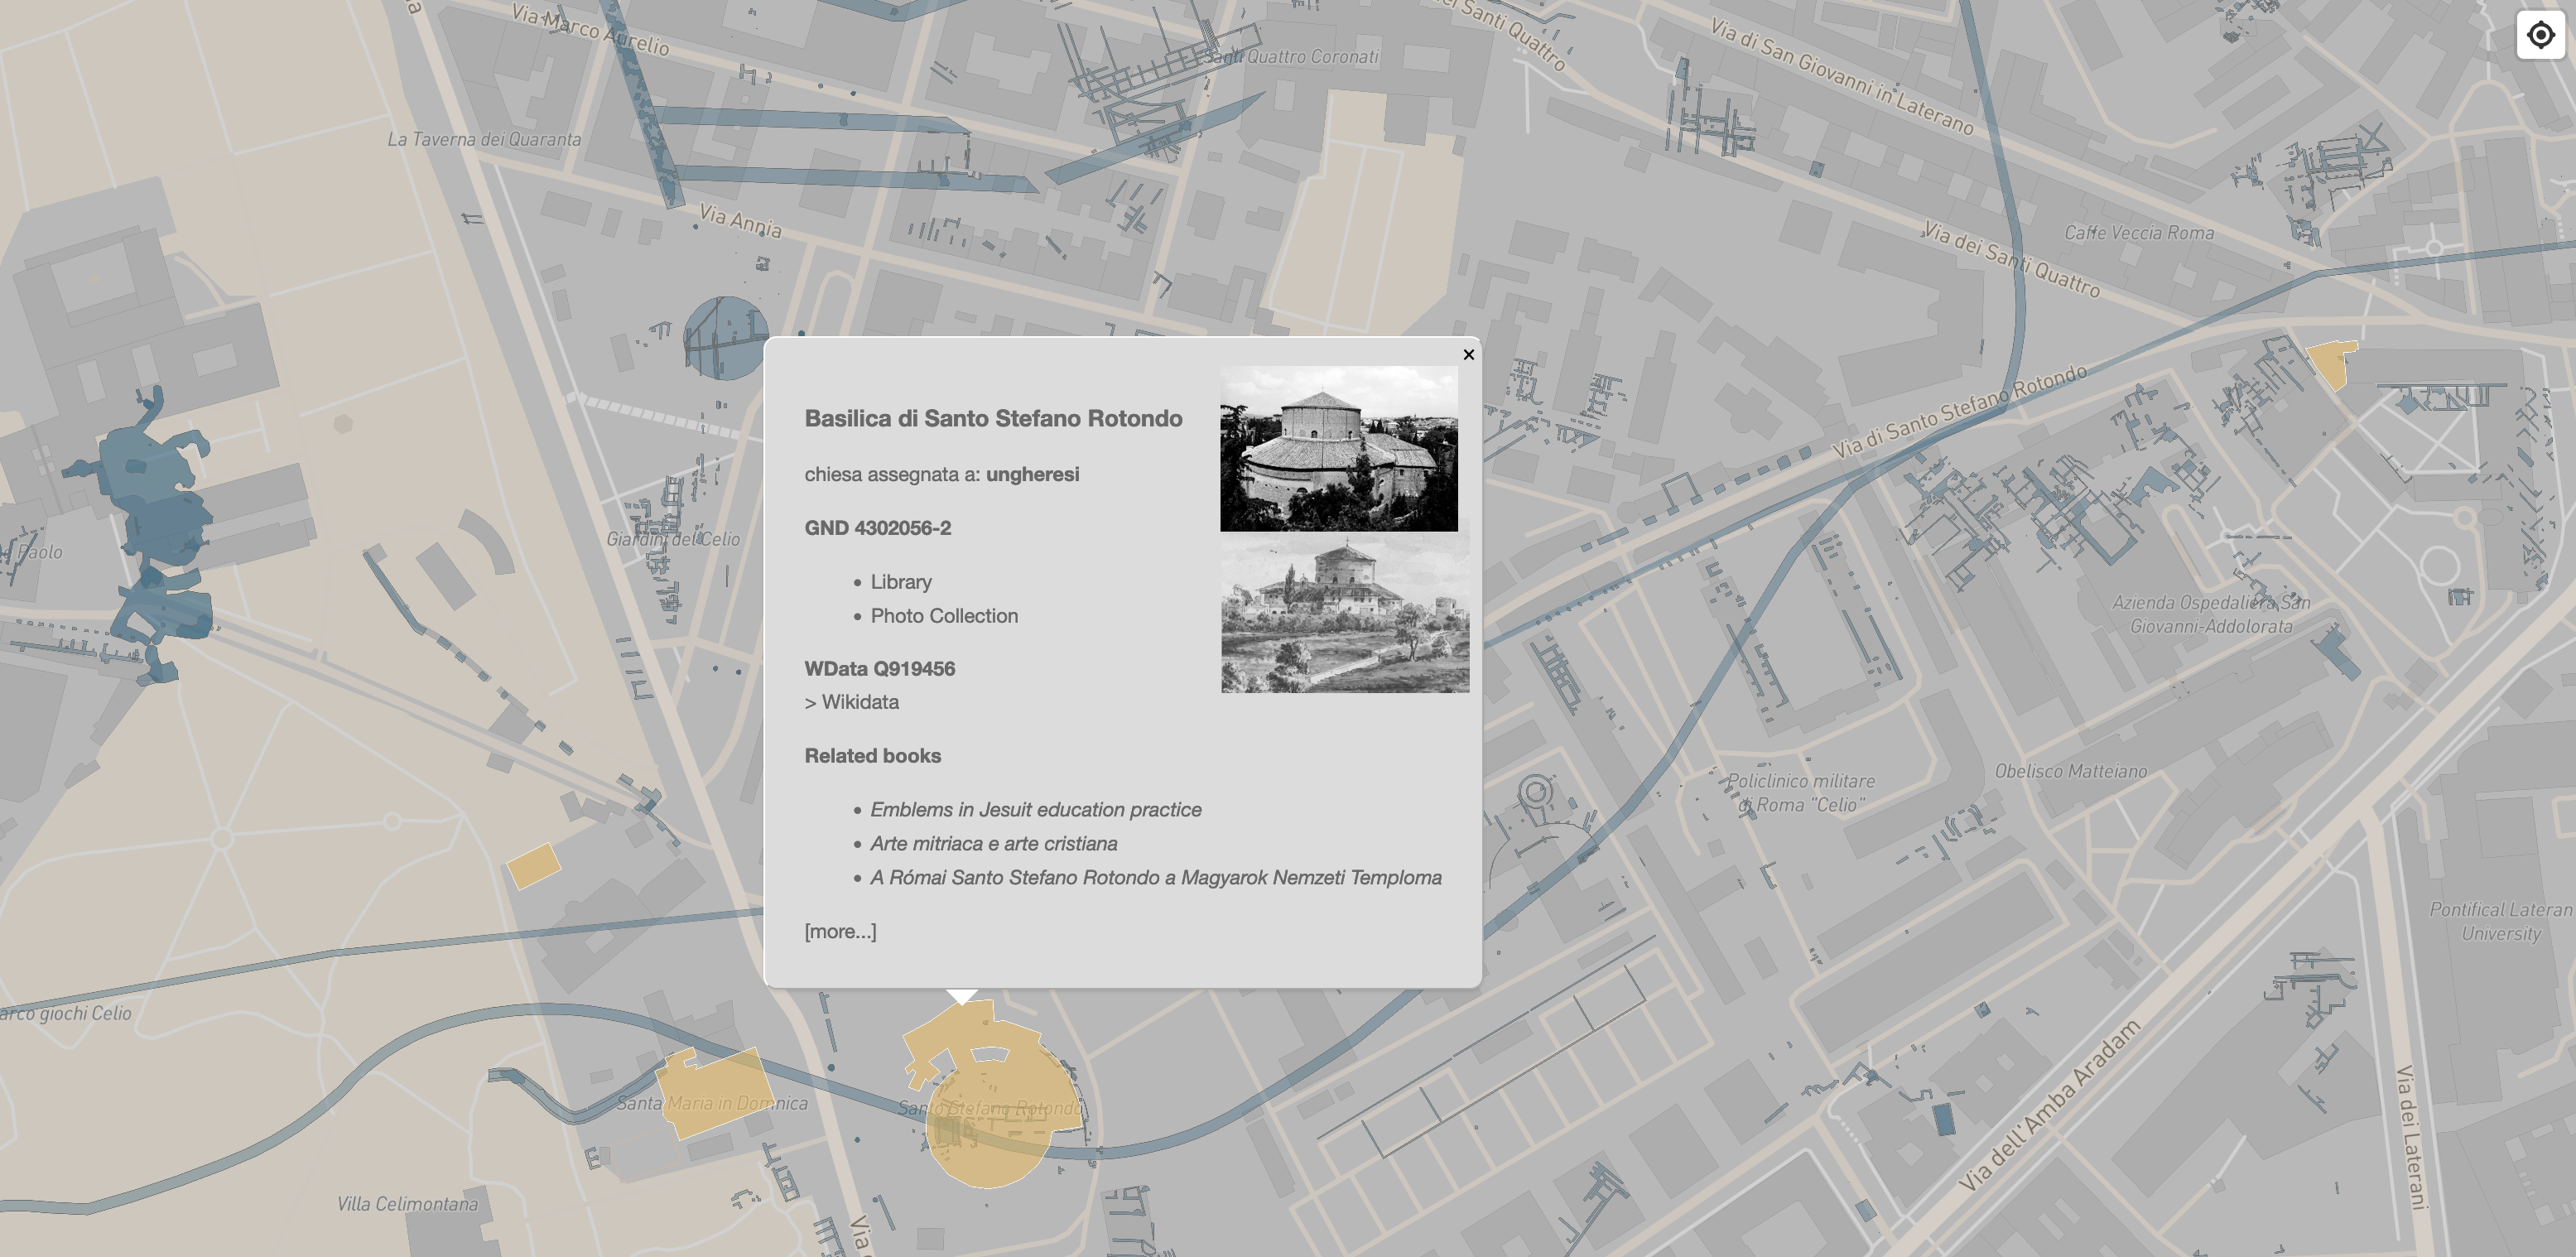 Via Marco Aurelio
Santi Quattro Coronati
Santi Quattro
Via di San Giovanni in Laterano
La Taverna dei Quaranta
Via Annia
Caffe Veccia Roma
Via dei Santi Quattro
Via di Santo Stefano Rotondo
Paolo
Giardini del Celio
×
Basilica di Santo Stefano Rotondo
chiesa assegnata a: ungheresi
GND 4302056-2
• Library
• Photo Collection
WData Q919456
> Wikidata
Related books
• Emblems in Jesuit education practice
• Arte mitriaca e arte cristiana
• A Római Santo Stefano Rotondo a Magyarok Nemzeti Temploma
[more...]
Azienda Ospedaliera San
Giovanni-Addolorata
Obelisco Matteiano
Policlinico militare
di Roma "Celio"
Pontifical Lateran
University
arco giochi Celio
Santa Maria in Domnica
Santo Stefano Rotondo
Via dell'Amba Aradam
Via dei Laterani
Villa Celimontana
Via